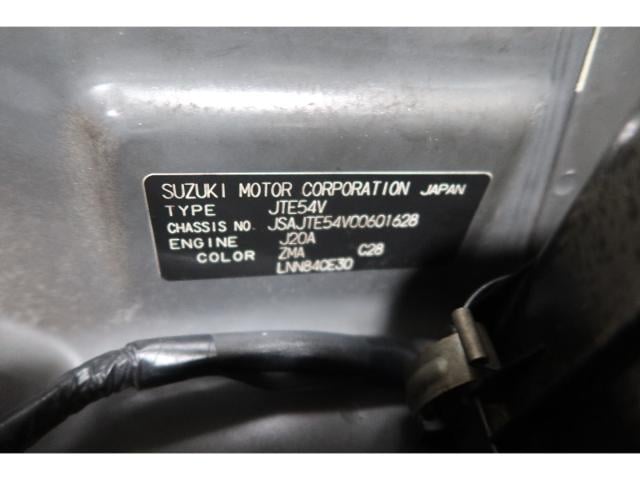 SUZUKI MOTOR CORPORATION JAPAN
TYPE JTE54V
CHASSIS NO. JSAJTE54V00601628
ENGINE J20A
COLOR ZMA C28
LNN84CE30